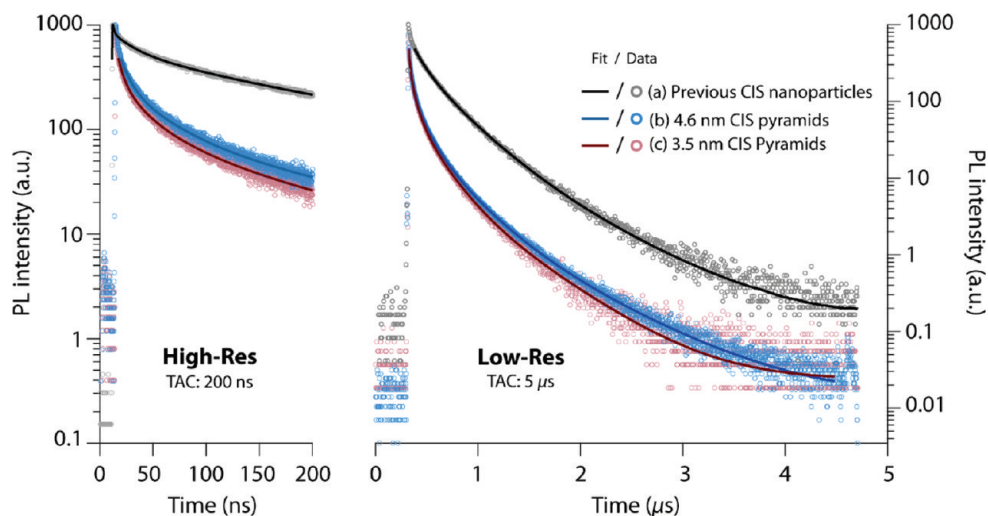 1000
100
10
1
0.1
PL intensity (a.u.)
High-Res
TAC: 200 ns
0 50 100 150 200
Time (ns)
Fit / Data
/ (a) Previous CIS nanoparticles
/ (b) 4.6 nm CIS pyramids
/ (c) 3.5 nm CIS Pyramids
Low-Res
TAC: 5 µs
0 1 2 3 4 5
Time (µs)
1000
100
10
1
0.1
0.01
PL intensity (a.u.)